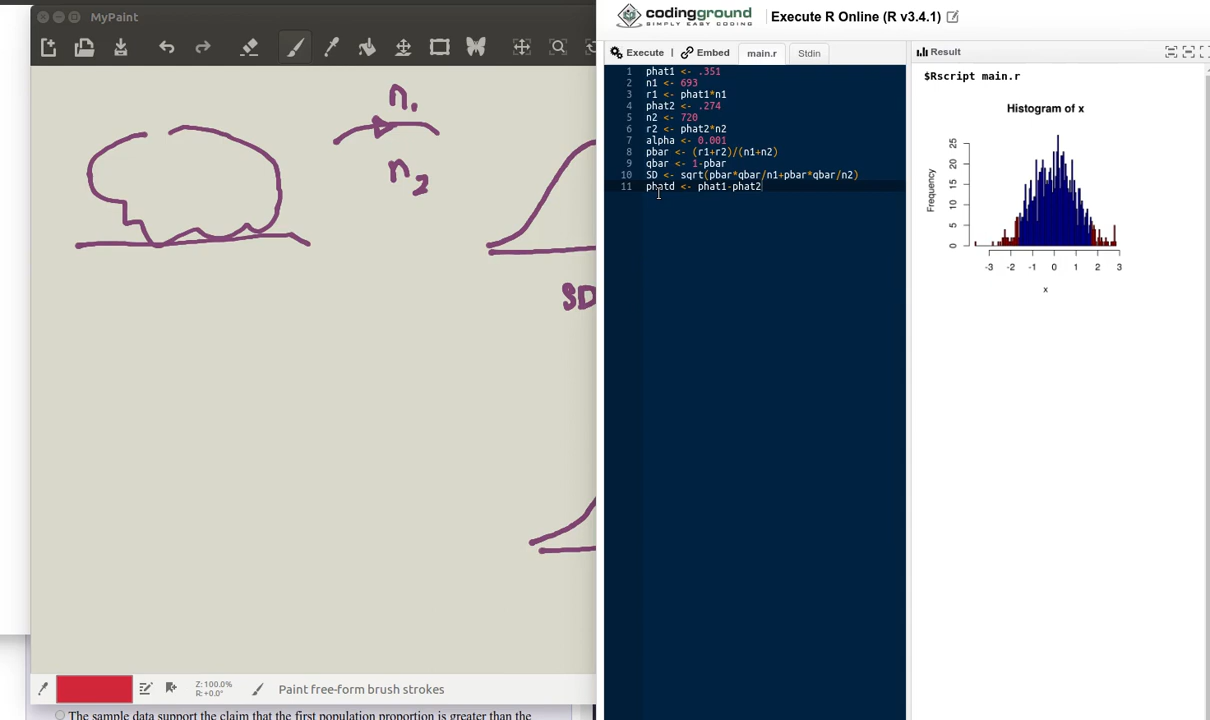 MyPaint
codingground
SIMPLY EASY CODING
Execute R Online (R v3.4.1)
Execute | Embed main.r Stdin
Result
1 phat1 <- .351
2 n1 <- 693
3 r1 <- phat1*n1
4 phat2 <- .274
5 n2 <- 720
6 r2 <- phat2*n2
7 alpha <- 0.001
8 pbar <- (r1+r2)/(n1+n2)
9 qbar <- 1-pbar
10 SD <- sqrt(pbar*qbar/n1+pbar*qbar/n2)
11 phatd <- phat1-phat2
$Rscript main.r
Histogram of x
Frequency
25
20
15
10
5
0
-3 -2 -1 0 1 2 3
x
n1
n2
SD
Z: 100.0%
R: +0.0°
Paint free-form brush strokes
The sample data support the claim that the first population proportion is greater than the